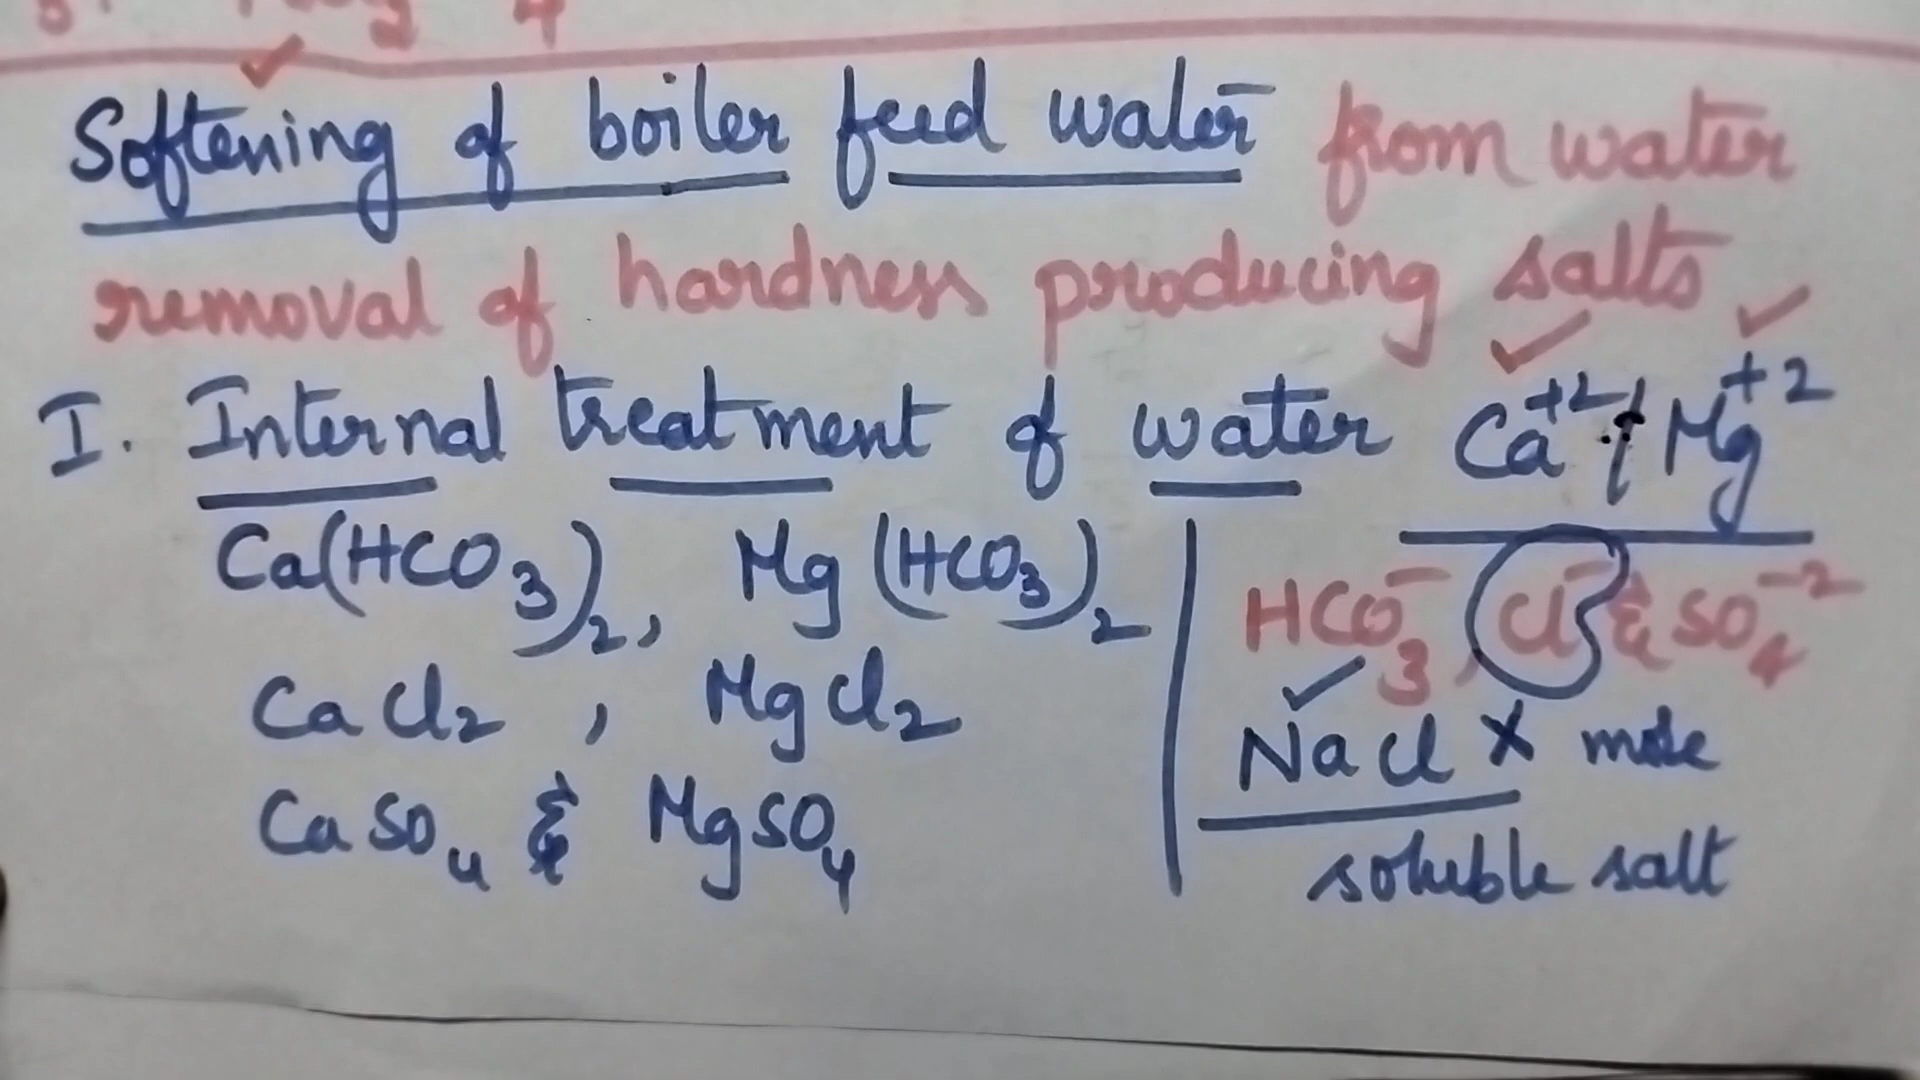 Softening of boiler feed water from water
removal of hardness producing salts
I. Internal treatment of water Ca+2/ Mg+2
Ca(HCO3)2, Mg(HCO3)2
HCO3-, Cl- & SO4-2
CaCl2, MgCl2
NaCl X more
CaSO4 & MgSO4
soluble salt